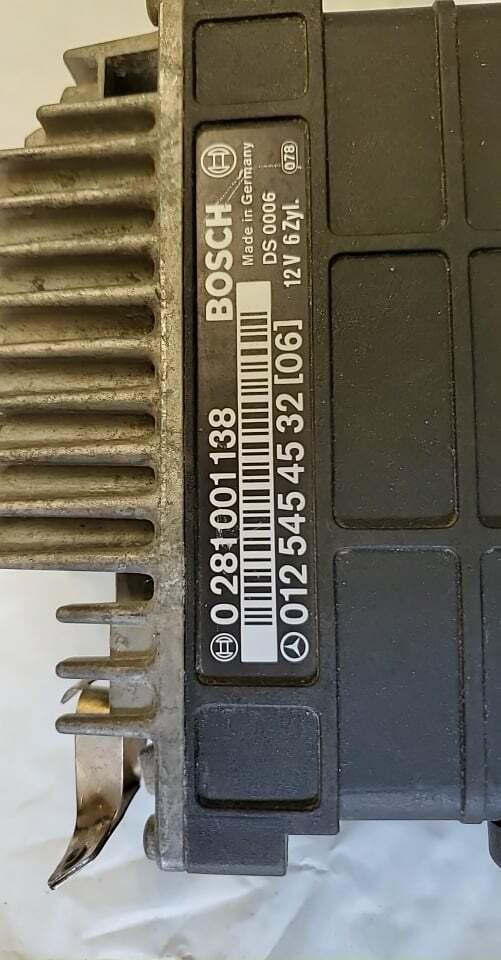 0 281 001 138 BOSCH
Made in Germany
DS 0006 078
012 545 45 32 [06] 12 V 6 Zyl.